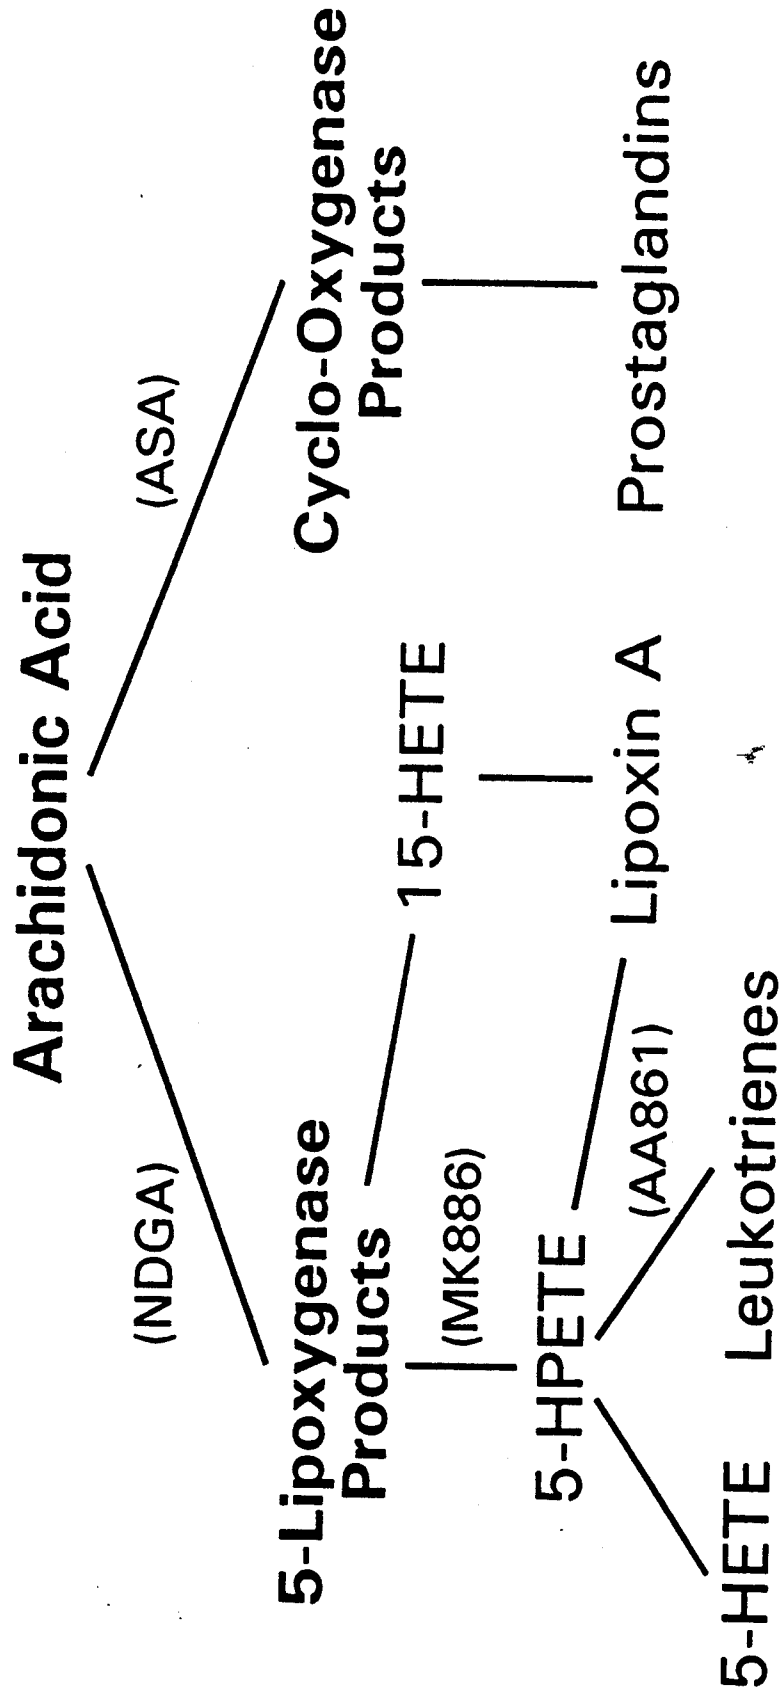 Arachidonic Acid
(NDGA)
(ASA)
5-Lipoxygenase
Products
Cyclo-Oxygenase
Products
(MK886)
15-HETE
5-HPETE
(AA861)
Lipoxin A
Prostaglandins
5-HETE
Leukotrienes